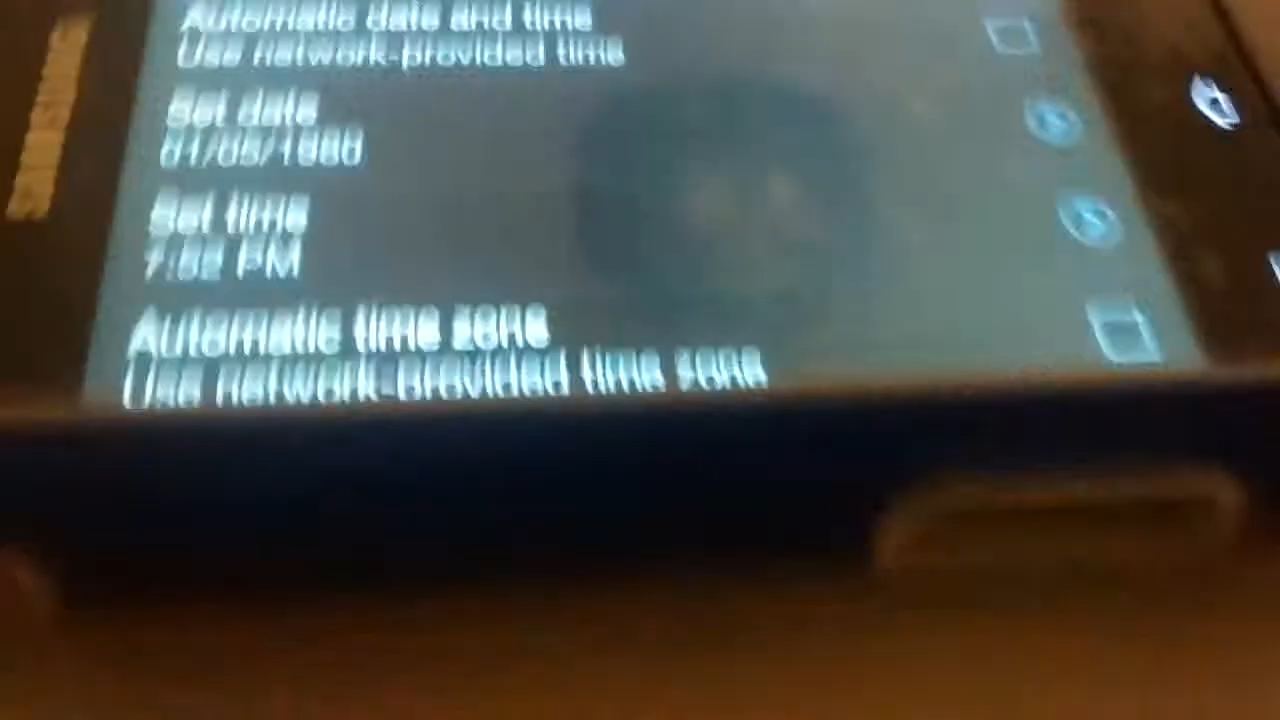 Automatic date and time
Use network-provided time
Set date
Set time
PM
Automatic time zone
Use network-provided time zone